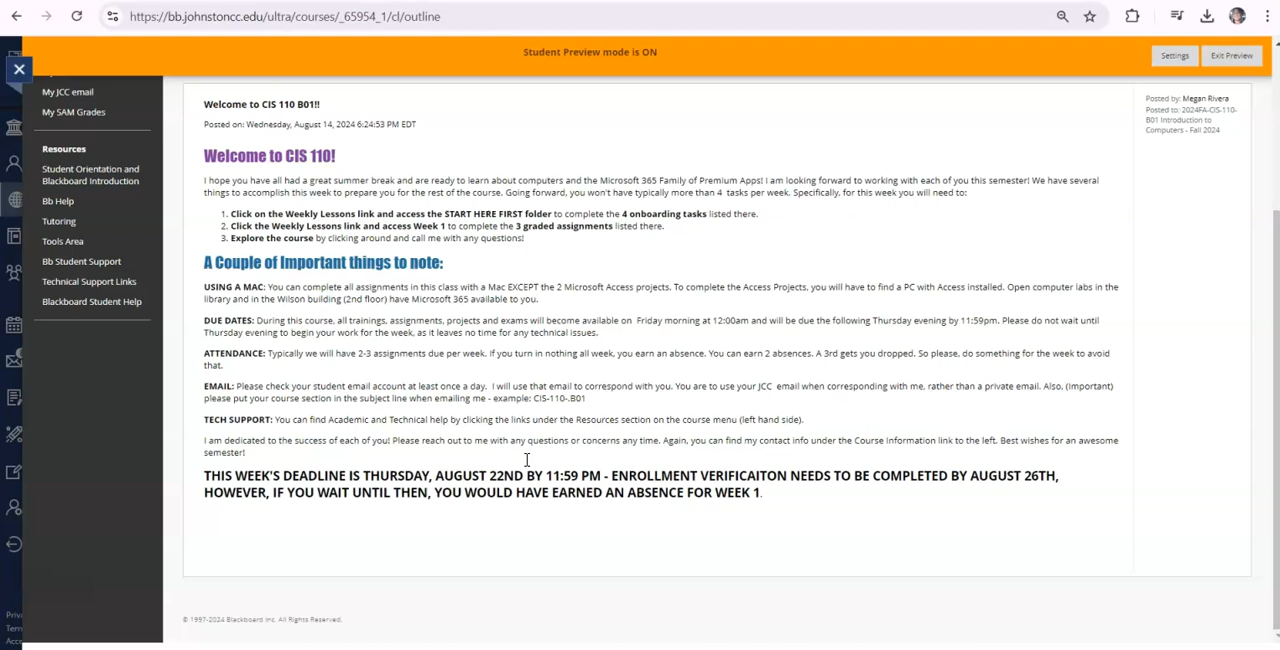 https://bb.johnstoncc.edu/ultra/courses/_65954_1/cl/outline
Student Preview mode is ON
Settings
Exit Preview
My JCC email
My SAM Grades
Resources
Student Orientation and
Blackboard Introduction
Bb Help
Tutoring
Tools Area
Bb Student Support
Technical Support Links
Blackboard Student Help
Welcome to CIS 110 B01!!
Posted on: Wednesday, August 14, 2024 6:24:53 PM EDT
Welcome to CIS 110!
I hope you have all had a great summer break and are ready to learn about computers and the Microsoft 365 Family of Premium Apps! I am looking forward to working with each of you this semester! We have several
things to accomplish this week to prepare you for the rest of the course. Going forward, you won't have typically more than 4 tasks per week. Specifically, for this week you will need to:
1. Click on the Weekly Lessons link and access the START HERE FIRST folder to complete the 4 onboarding tasks listed there.
2. Click the Weekly Lessons link and access Week 1 to complete the 3 graded assignments listed there.
3. Explore the course by clicking around and call me with any questions!
A Couple of Important things to note:
USING A MAC: You can complete all assignments in this class with a Mac EXCEPT the 2 Microsoft Access projects. To complete the Access Projects, you will have to find a PC with Access installed. Open computer labs in the
library and in the Wilson building (2nd floor) have Microsoft 365 available to you.
DUE DATES: During this course, all trainings, assignments, projects and exams will become available on Friday morning at 12:00am and will be due the following Thursday evening by 11:59pm. Please do not wait until
Thursday evening to begin your work for the week, as it leaves no time for any technical issues.
ATTENDANCE: Typically we will have 2-3 assignments due per week. If you turn in nothing all week, you earn an absence. You can earn 2 absences. A 3rd gets you dropped. So please, do something for the week to avoid
that.
EMAIL: Please check your student email account at least once a day. I will use that email to correspond with you. You are to use your JCC email when corresponding with me, rather than a private email. Also, (Important)
please put your course section in the subject line when emailing me - example: CIS-110-.B01
TECH SUPPORT: You can find Academic and Technical help by clicking the links under the Resources section on the course menu (left hand side).
I am dedicated to the success of each of you! Please reach out to me with any questions or concerns any time. Again, you can find my contact info under the Course Information link to the left. Best wishes for an awesome
semester!
THIS WEEK'S DEADLINE IS THURSDAY, AUGUST 22ND BY 11:59 PM - ENROLLMENT VERIFICAITON NEEDS TO BE COMPLETED BY AUGUST 26TH,
HOWEVER, IF YOU WAIT UNTIL THEN, YOU WOULD HAVE EARNED AN ABSENCE FOR WEEK 1.
Posted by: Megan Rivera
Posted to: 2024FA-CIS-110-
B01 Introduction to
Computers - Fall 2024
© 1997-2024 Blackboard Inc. All Rights Reserved.
Priv
Tern
Acce